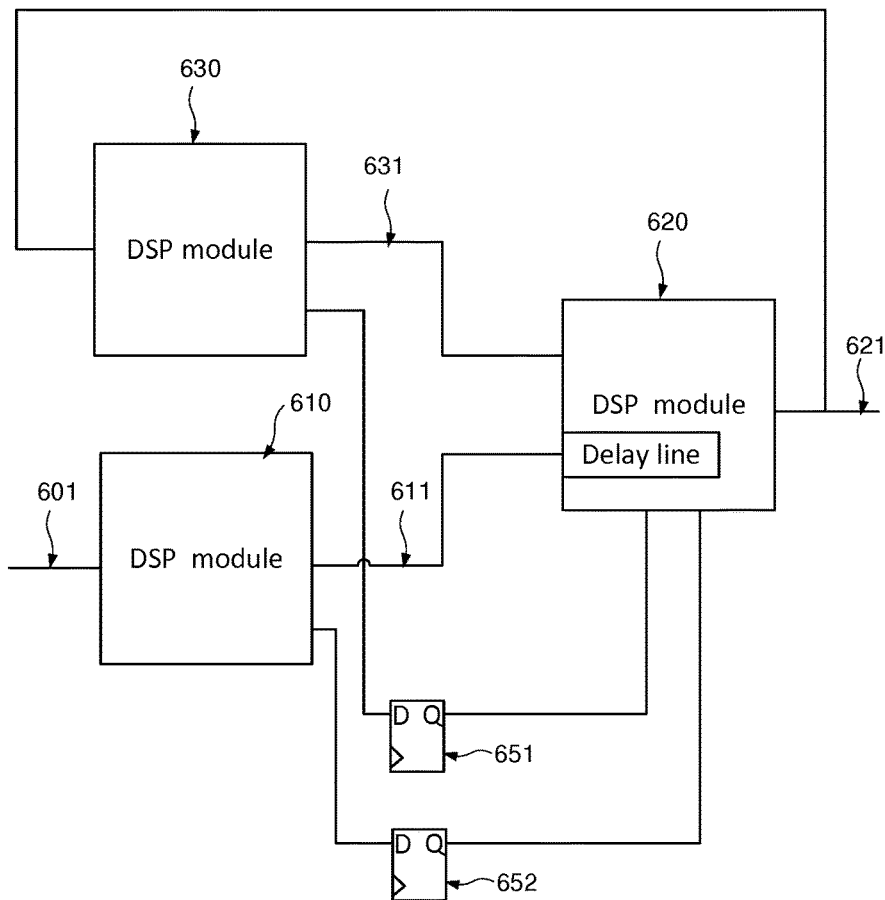 630
DSP module
631
620
DSP module
621
Delay line
610
601
DSP module
611
D Q
651
D Q
652